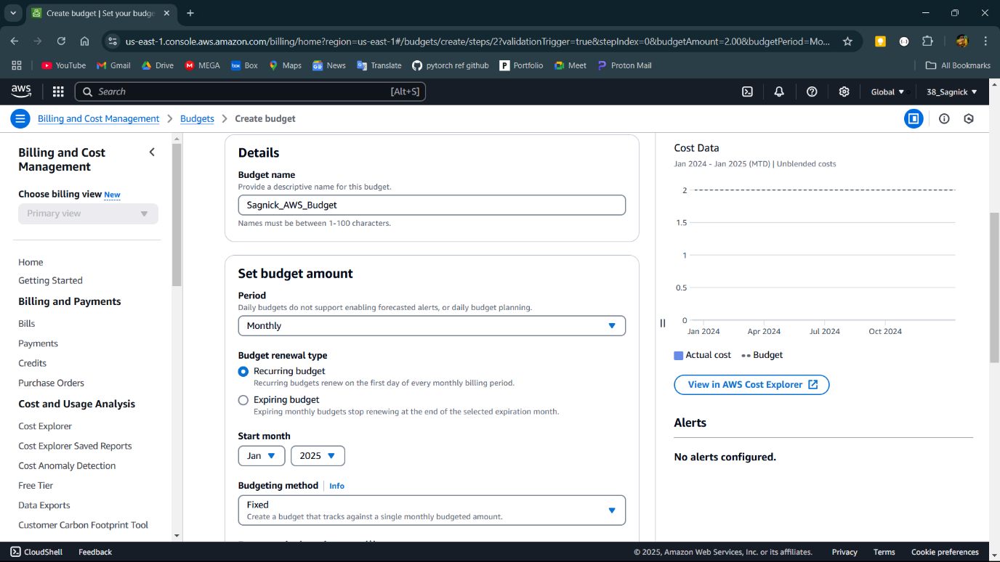 Create budget | Set your budge
us-east-1.console.aws.amazon.com/billing/home?region=us-east-1#/budgets/create/steps/2?validationTrigger=true&stepIndex=0&budgetAmount=2.00&budgetPeriod=Mo...
YouTube Gmail Drive MEGA Box Maps News Translate pytorch ref github Portfolio Meet Proton Mail All Bookmarks
aws Search [Alt+S] Global 38_Sagnick
Billing and Cost Management Budgets Create budget
Billing and Cost
Management
Choose billing view New
Primary view
Home
Getting Started
Billing and Payments
Bills
Payments
Credits
Purchase Orders
Cost and Usage Analysis
Cost Explorer
Cost Explorer Saved Reports
Cost Anomaly Detection
Free Tier
Data Exports
Customer Carbon Footprint Tool
Details
Budget name
Provide a descriptive name for this budget.
Sagnick_AWS_Budget
Names must be between 1-100 characters.
Set budget amount
Period
Daily budgets do not support enabling forecasted alerts, or daily budget planning.
Monthly
Budget renewal type
Recurring budget
Recurring budgets renew on the first day of every monthly billing period.
Expiring budget
Expiring monthly budgets stop renewing at the end of the selected expiration month.
Start month
Jan 2025
Budgeting method Info
Fixed
Create a budget that tracks against a single monthly budgeted amount.
Cost Data
Jan 2024 - Jan 2025 (MTD) | Unblended costs
2
1.5
1
0.5
0
Jan 2024 Apr 2024 Jul 2024 Oct 2024
Actual cost Budget
View in AWS Cost Explorer
Alerts
No alerts configured.
CloudShell Feedback © 2025, Amazon Web Services, Inc. or its affiliates. Privacy Terms Cookie preferences